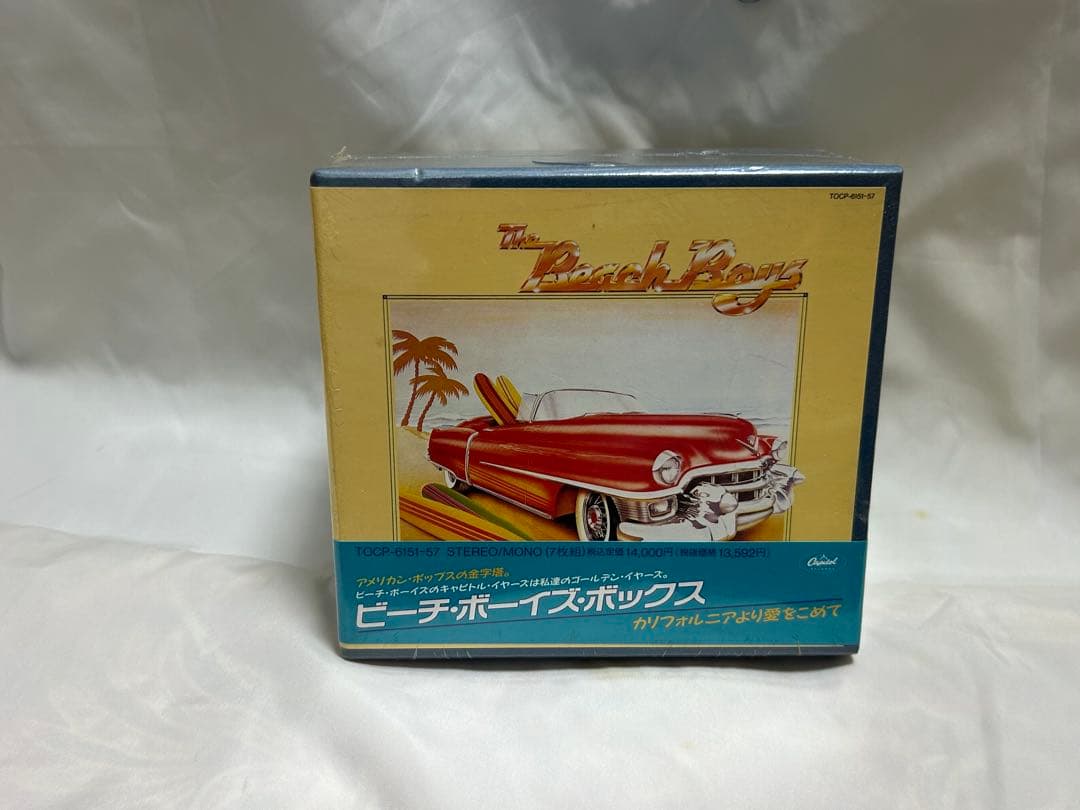 TOCP-6151-57
The
Beach Boys
TOCP-6151-57 STEREO/MONO (7枚組) 税込定価14,000円(税抜価格13,592円)
Capitol
アメリカン・ポップスの金字塔。
ビーチ・ボーイズのキャピトル・イヤーズは私達のゴールデン・イヤーズ。
ビーチ・ボーイズ・ボックス
カリフォルニアより愛をこめて